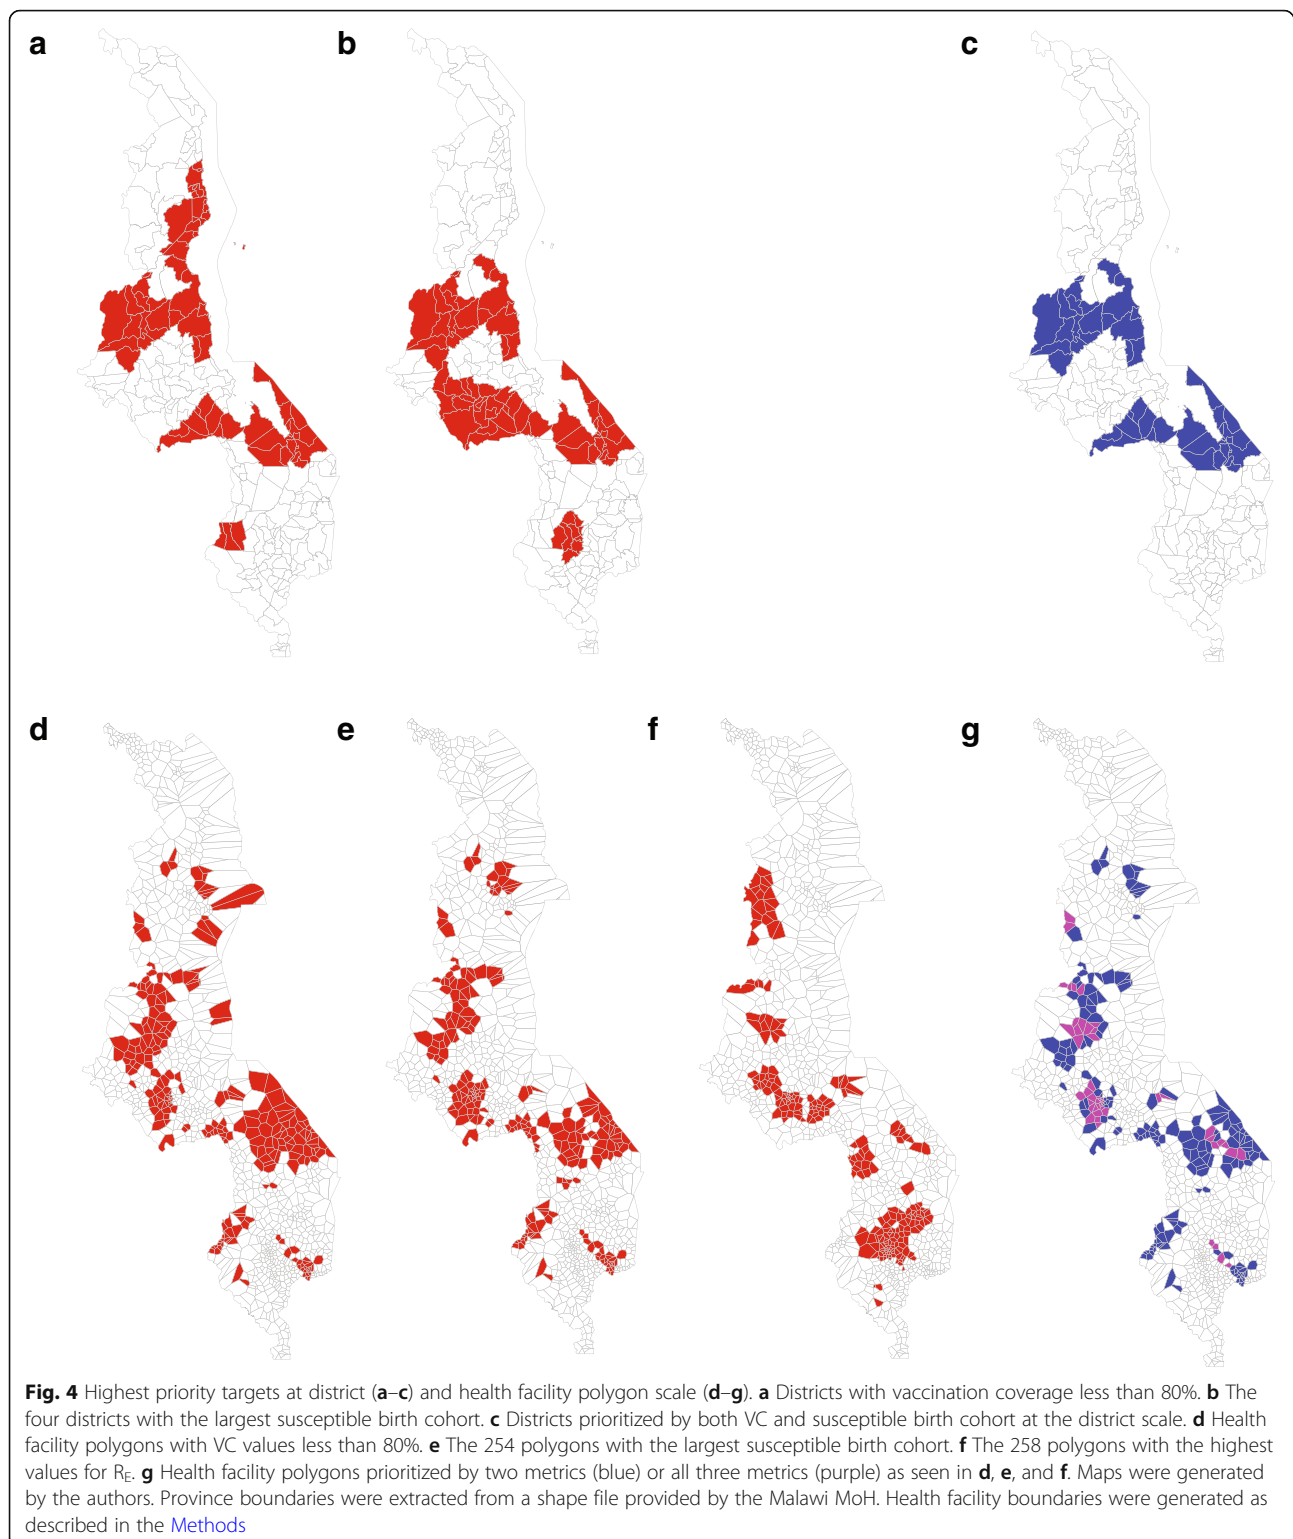 a
b
c
d
e
f
g
Fig. 4 Highest priority targets at district (a–c) and health facility polygon scale (d–g). a Districts with vaccination coverage less than 80%. b The
four districts with the largest susceptible birth cohort. c Districts prioritized by both VC and susceptible birth cohort at the district scale. d Health
facility polygons with VC values less than 80%. e The 254 polygons with the largest susceptible birth cohort. f The 258 polygons with the highest
values for RE. g Health facility polygons prioritized by two metrics (blue) or all three metrics (purple) as seen in d, e, and f. Maps were generated
by the authors. Province boundaries were extracted from a shape file provided by the Malawi MoH. Health facility boundaries were generated as
described in the Methods